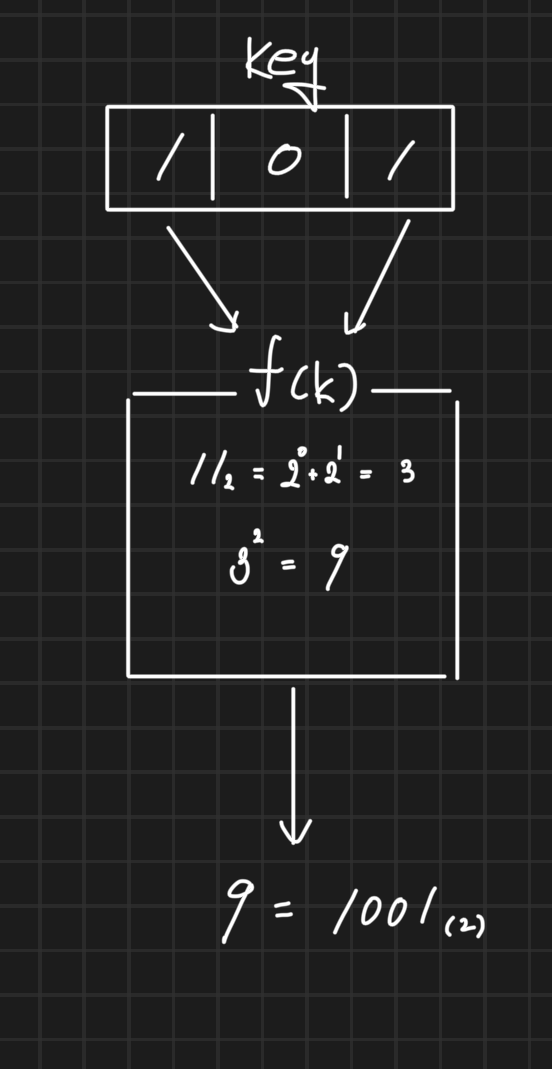 key
1 | 0 | 1
f(k)
11₂ = 2⁰+2¹ = 3
3² = 9
9 = 1001₍₂₎